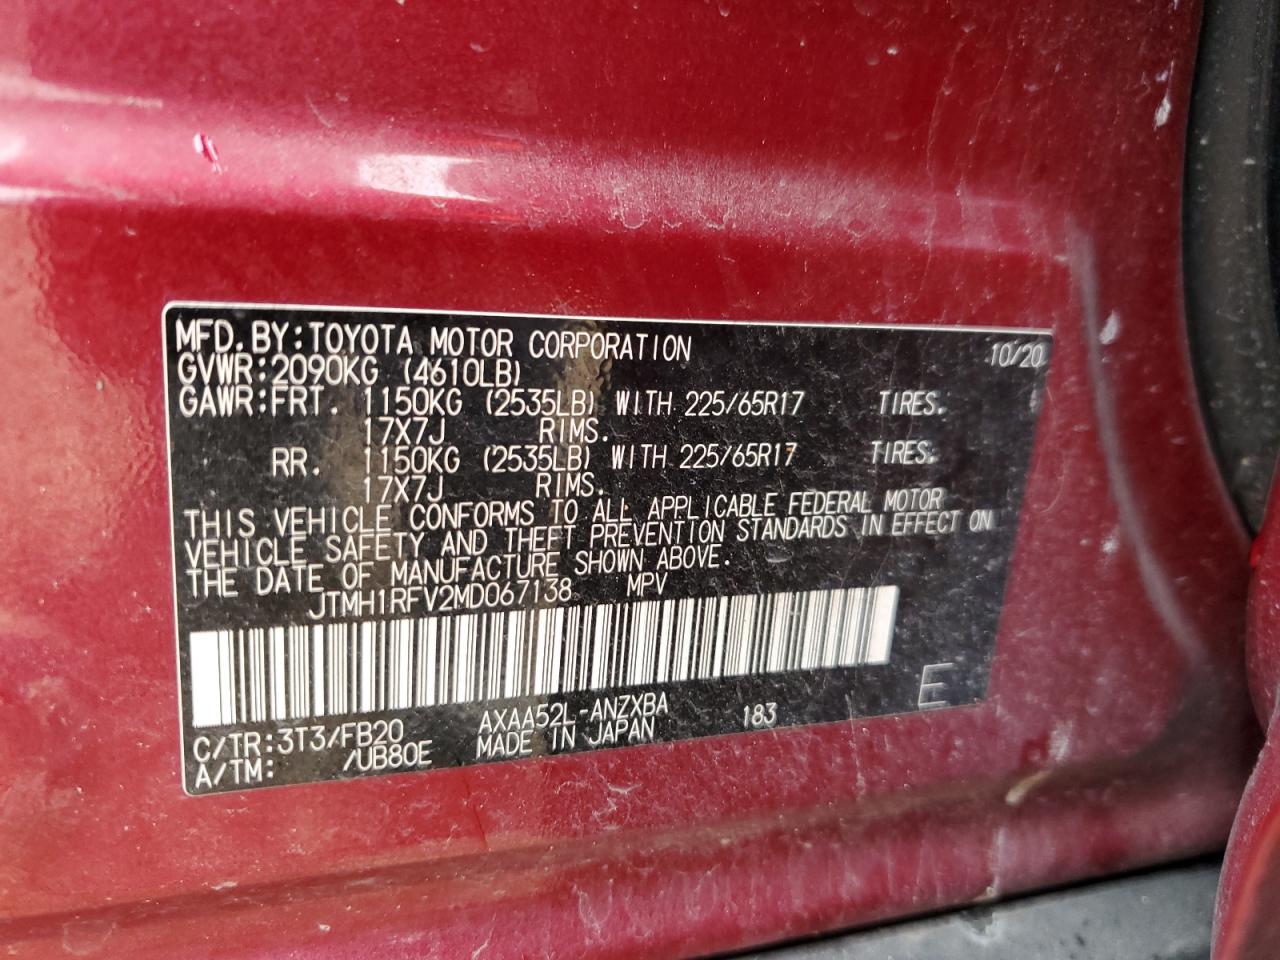 MFD.BY:TOYOTA MOTOR CORPORATION 10/20
GVWR:2090KG (4610LB)
GAWR:FRT. 1150KG (2535LB) WITH 225/65R17 TIRES.
17X7J RIMS.
RR. 1150KG (2535LB) WITH 225/65R17 TIRES.
17X7J RIMS.
THIS VEHICLE CONFORMS TO ALL APPLICABLE FEDERAL MOTOR
VEHICLE SAFETY AND THEFT PREVENTION STANDARDS IN EFFECT ON
THE DATE OF MANUFACTURE SHOWN ABOVE.
JTMH1RFV2MD067138 MPV
E
C/TR:3T3/FB20 AXAA52L-ANZXBA 183
A/TM: /UB80E MADE IN JAPAN